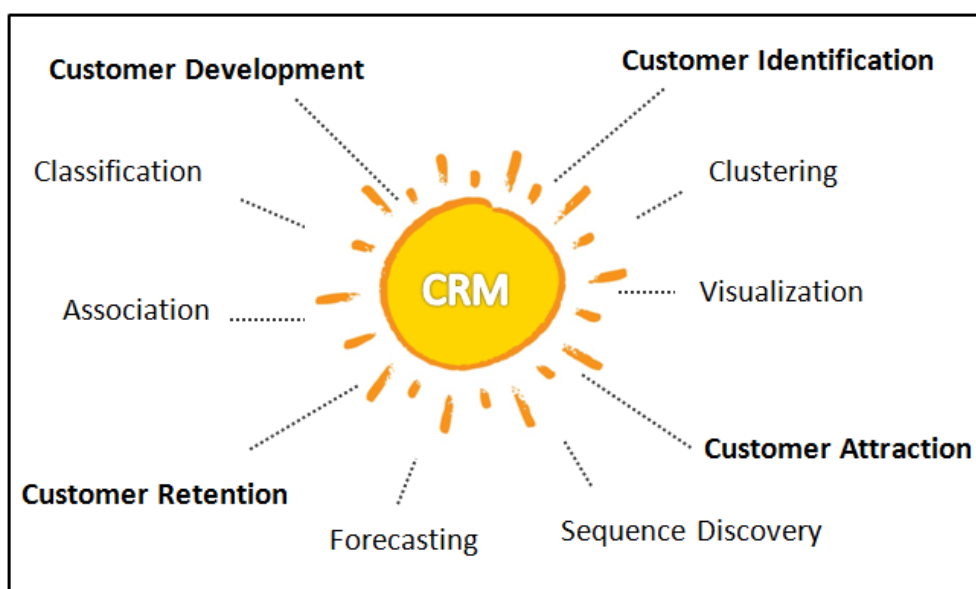 Customer Development
Customer Identification
Classification
Clustering
CRM
Visualization
Association
Customer Attraction
Customer Retention
Sequence Discovery
Forecasting